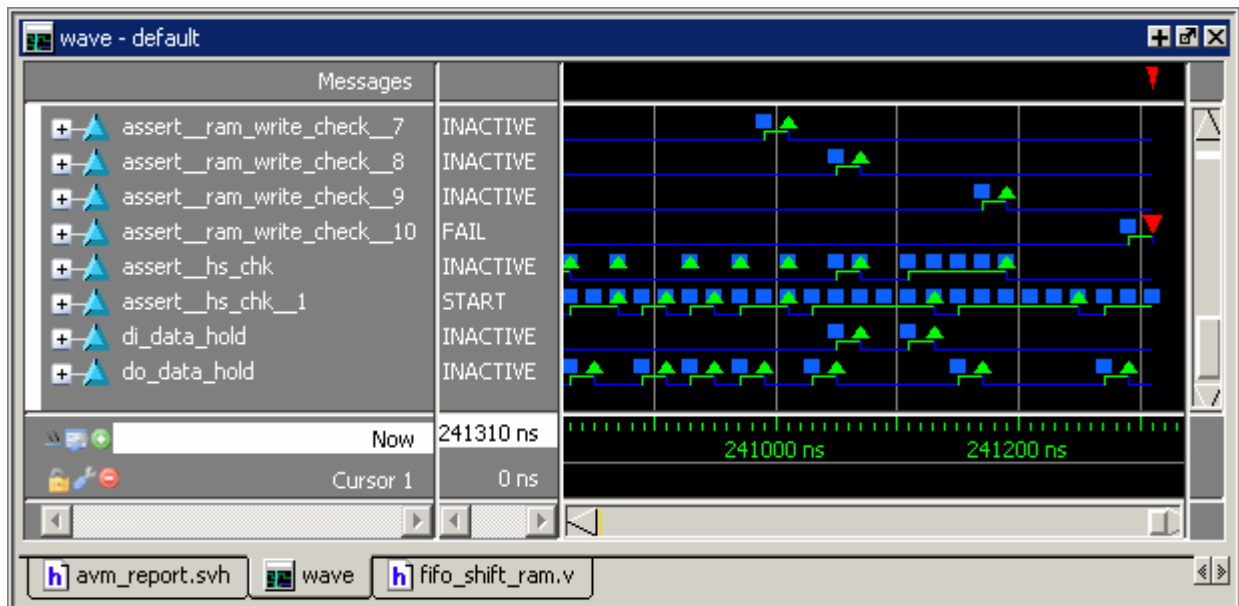 wave - default
Messages
assert__ram_write_check__7 INACTIVE
assert__ram_write_check__8 INACTIVE
assert__ram_write_check__9 INACTIVE
assert__ram_write_check__10 FAIL
assert__hs_chk INACTIVE
assert__hs_chk__1 START
di_data_hold INACTIVE
do_data_hold INACTIVE
Now 241310 ns
241000 ns 241200 ns
Cursor 1 0 ns
avm_report.svh wave fifo_shift_ram.v